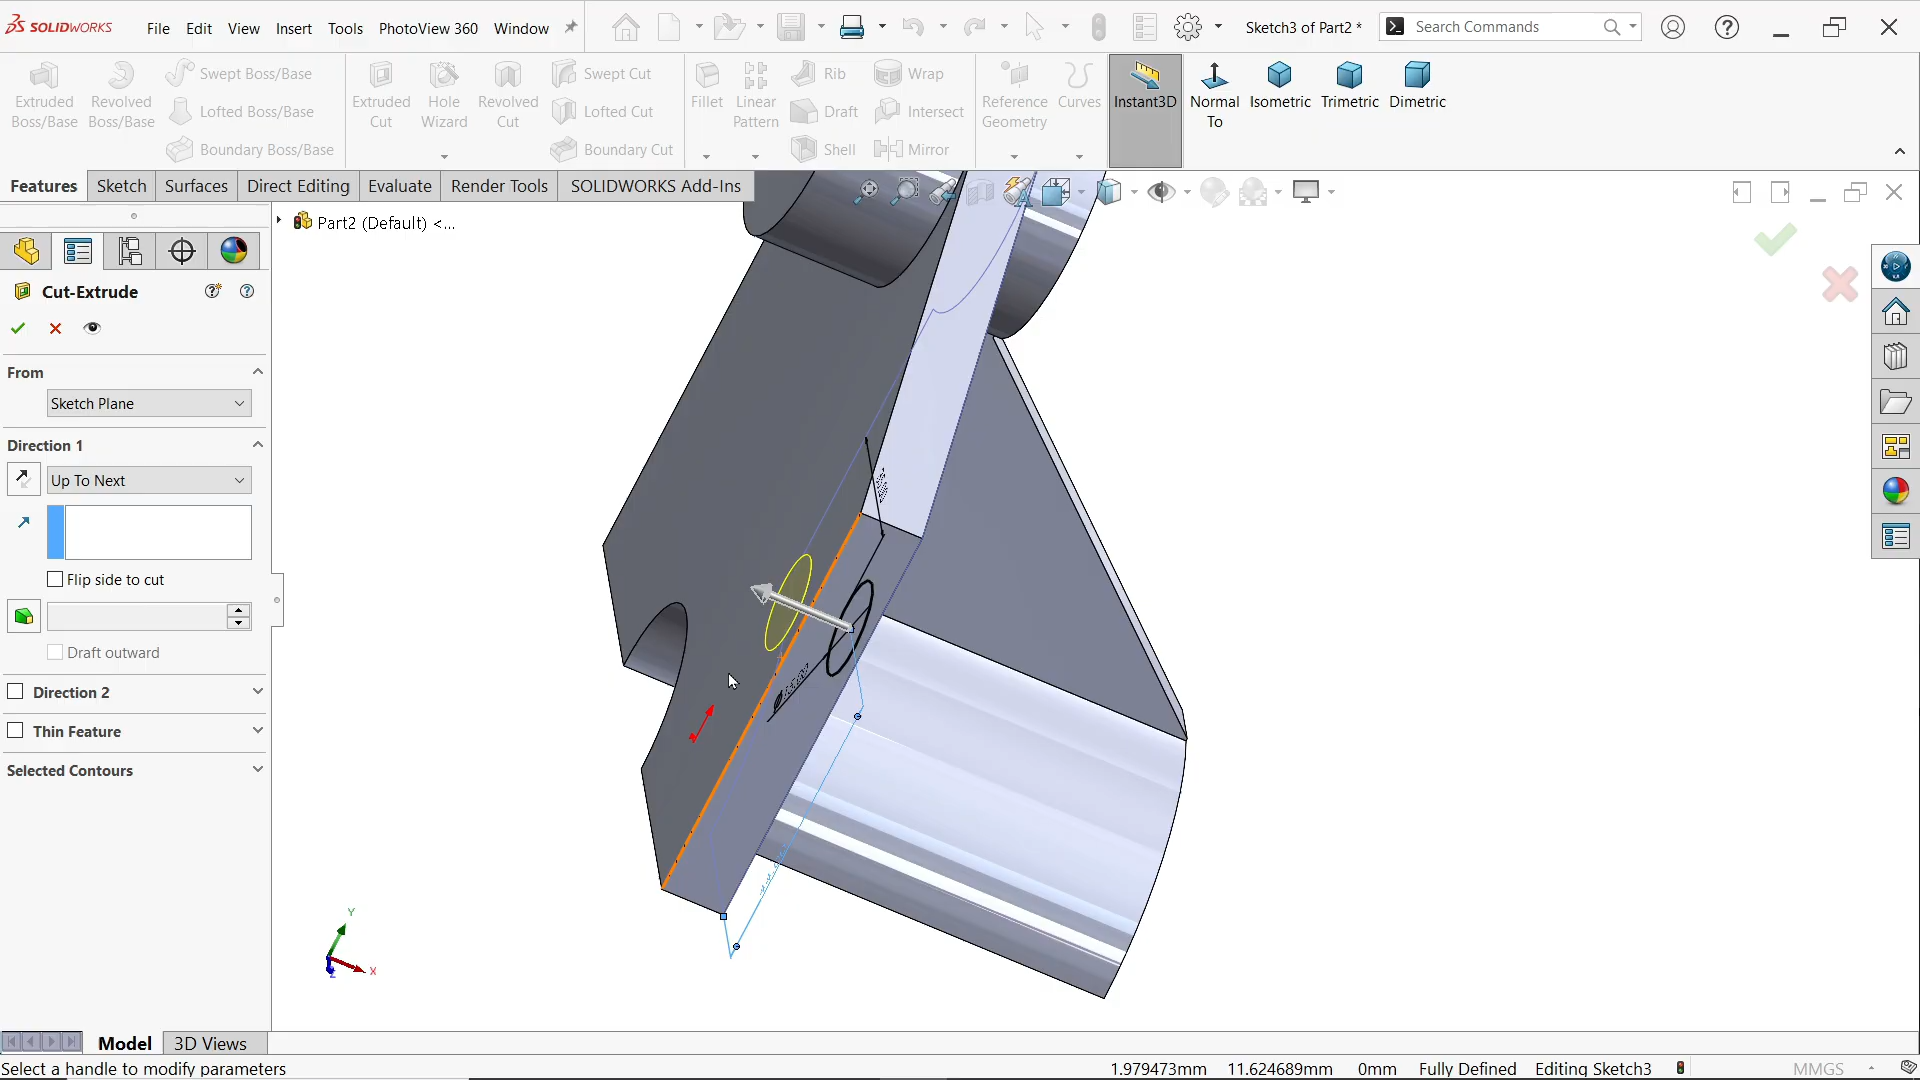 SOLIDWORKS
File Edit View Insert Tools PhotoView 360 Window
Sketch3 of Part2 *
Search Commands
Extruded Boss/Base
Revolved Boss/Base
Swept Boss/Base
Lofted Boss/Base
Boundary Boss/Base
Extruded Cut
Hole Wizard
Revolved Cut
Swept Cut
Lofted Cut
Boundary Cut
Fillet
Linear Pattern
Rib
Draft
Shell
Wrap
Intersect
Mirror
Reference Geometry
Curves
Instant3D
Normal To
Isometric
Trimetric
Dimetric
Features Sketch Surfaces Direct Editing Evaluate Render Tools SOLIDWORKS Add-Ins
Part2 (Default) <...
Cut-Extrude
From
Sketch Plane
Direction 1
Up To Next
Flip side to cut
Draft outward
Direction 2
Thin Feature
Selected Contours
Y
X
Z
Model 3D Views
Select a handle to modify parameters
1.979473mm 11.624689mm 0mm Fully Defined Editing Sketch3
MMGS